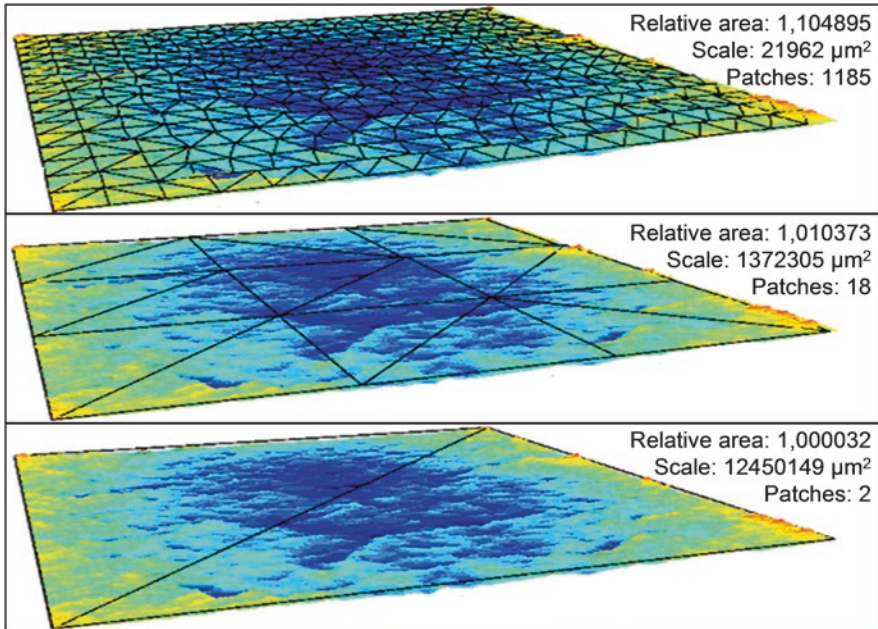 Relative area: 1,104895
Scale: 21962 µm²
Patches: 1185
Relative area: 1,010373
Scale: 1372305 µm²
Patches: 18
Relative area: 1,000032
Scale: 12450149 µm²
Patches: 2